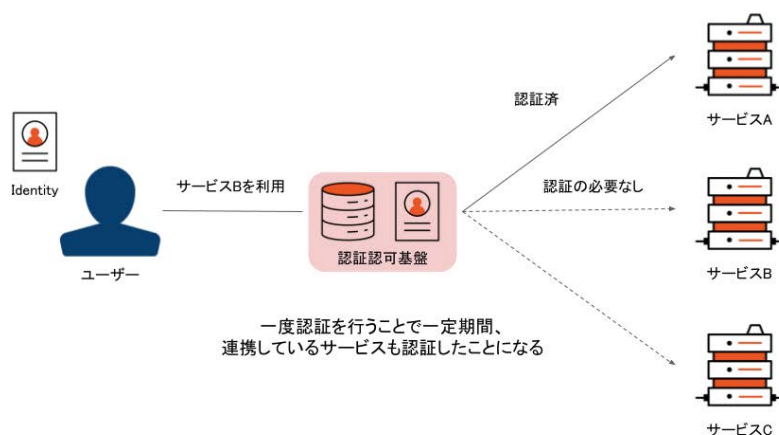 認証済
サービスA
Identity
サービスBを利用
認証の必要なし
認証認可基盤
ユーザー
サービスB
一度認証を行うことで一定期間、
連携しているサービスも認証したことになる
サービスC